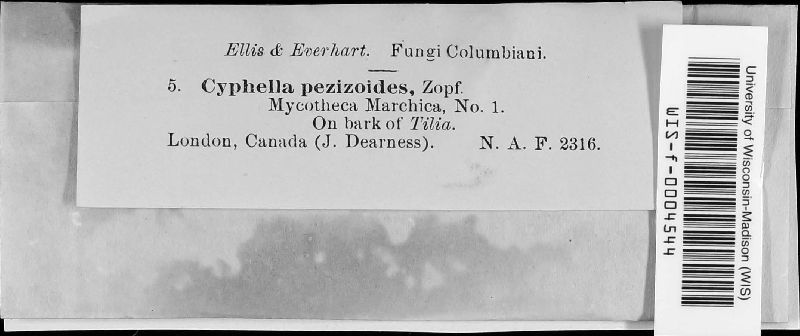 Ellis & Everhart. Fungi Columbiani.
5. Cyphella pezizoides, Zopf.
Mycotheca Marchica, No. 1.
On bark of Tilia.
London, Canada (J. Dearness). N. A. F. 2316.
University of Wisconsin-Madison (WIS)
WIS-f-0004544